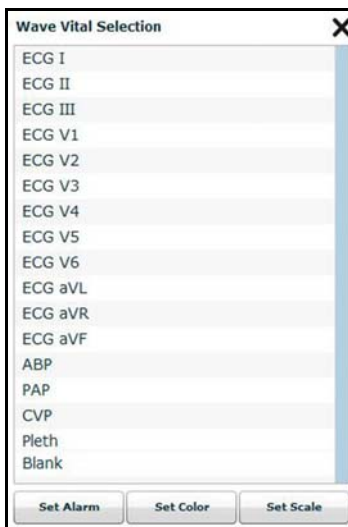 Wave Vital Selection
ECG I
ECG II
ECG III
ECG V1
ECG V2
ECG V3
ECG V4
ECG V5
ECG V6
ECG aVL
ECG aVR
ECG aVF
ABP
PAP
CVP
Pleth
Blank
Set Alarm Set Color Set Scale